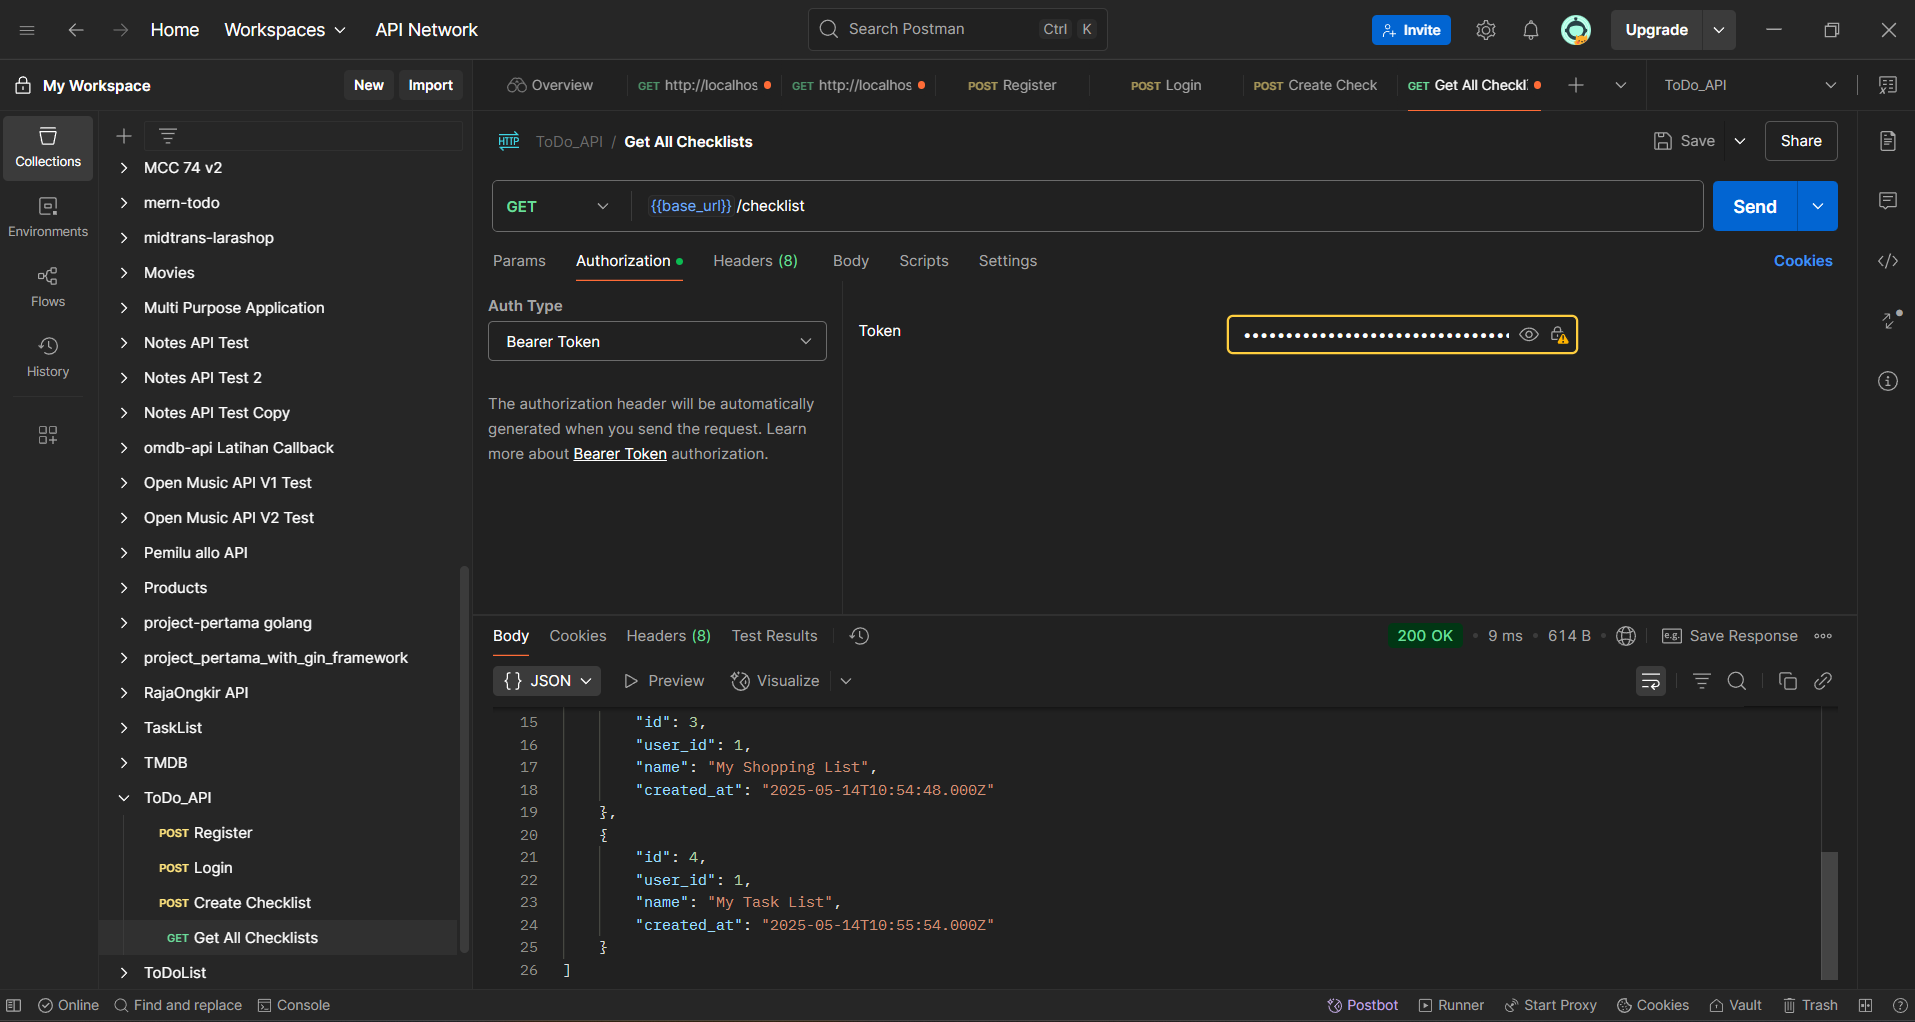 Home Workspaces API Network Search Postman Ctrl K Invite Upgrade
My Workspace New Import Overview GET http://localhos GET http://localhos POST Register POST Login POST Create Check GET Get All Checkli ToDo_API
Collections
Environments
Flows
History
MCC 74 v2
mern-todo
midtrans-larashop
Movies
Multi Purpose Application
Notes API Test
Notes API Test 2
Notes API Test Copy
omdb-api Latihan Callback
Open Music API V1 Test
Open Music API V2 Test
Pemilu allo API
Products
project-pertama golang
project_pertama_with_gin_framework
RajaOngkir API
TaskList
TMDB
ToDo_API
POST Register
POST Login
POST Create Checklist
GET Get All Checklists
ToDoList
HTTP ToDo_API / Get All Checklists Save Share
GET {{base_url}} /checklist Send
Params Authorization Headers (8) Body Scripts Settings Cookies
Auth Type
Bearer Token
The authorization header will be automatically
generated when you send the request. Learn
more about Bearer Token authorization.
Token
Body Cookies Headers (8) Test Results 200 OK 9 ms 614 B e.g. Save Response
{} JSON Preview Visualize
15 "id": 3,
16 "user_id": 1,
17 "name": "My Shopping List",
18 "created_at": "2025-05-14T10:54:48.000Z"
19 },
20 {
21 "id": 4,
22 "user_id": 1,
23 "name": "My Task List",
24 "created_at": "2025-05-14T10:55:54.000Z"
25 }
26 ]
Online Find and replace Console Postbot Runner Start Proxy Cookies Vault Trash